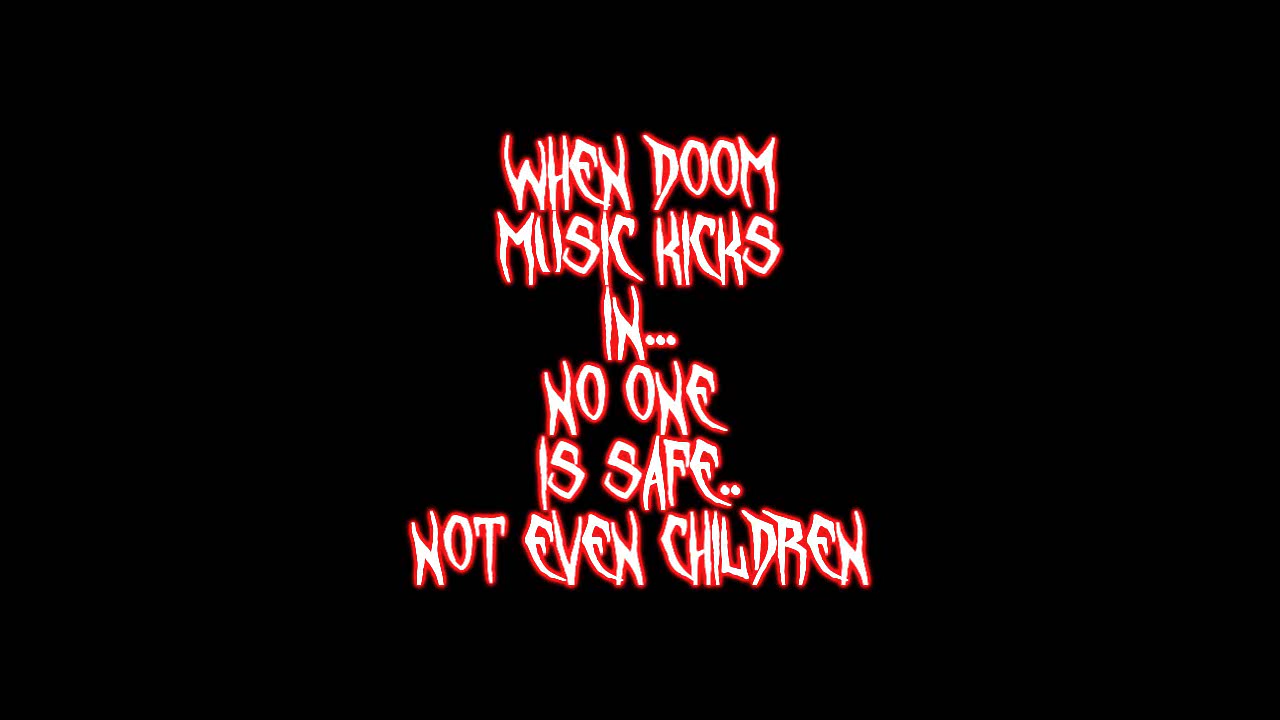 WHEN DOOM
MUSIC KICKS
IN...
NO ONE
IS SAFE..
NOT EVEN CHILDREN